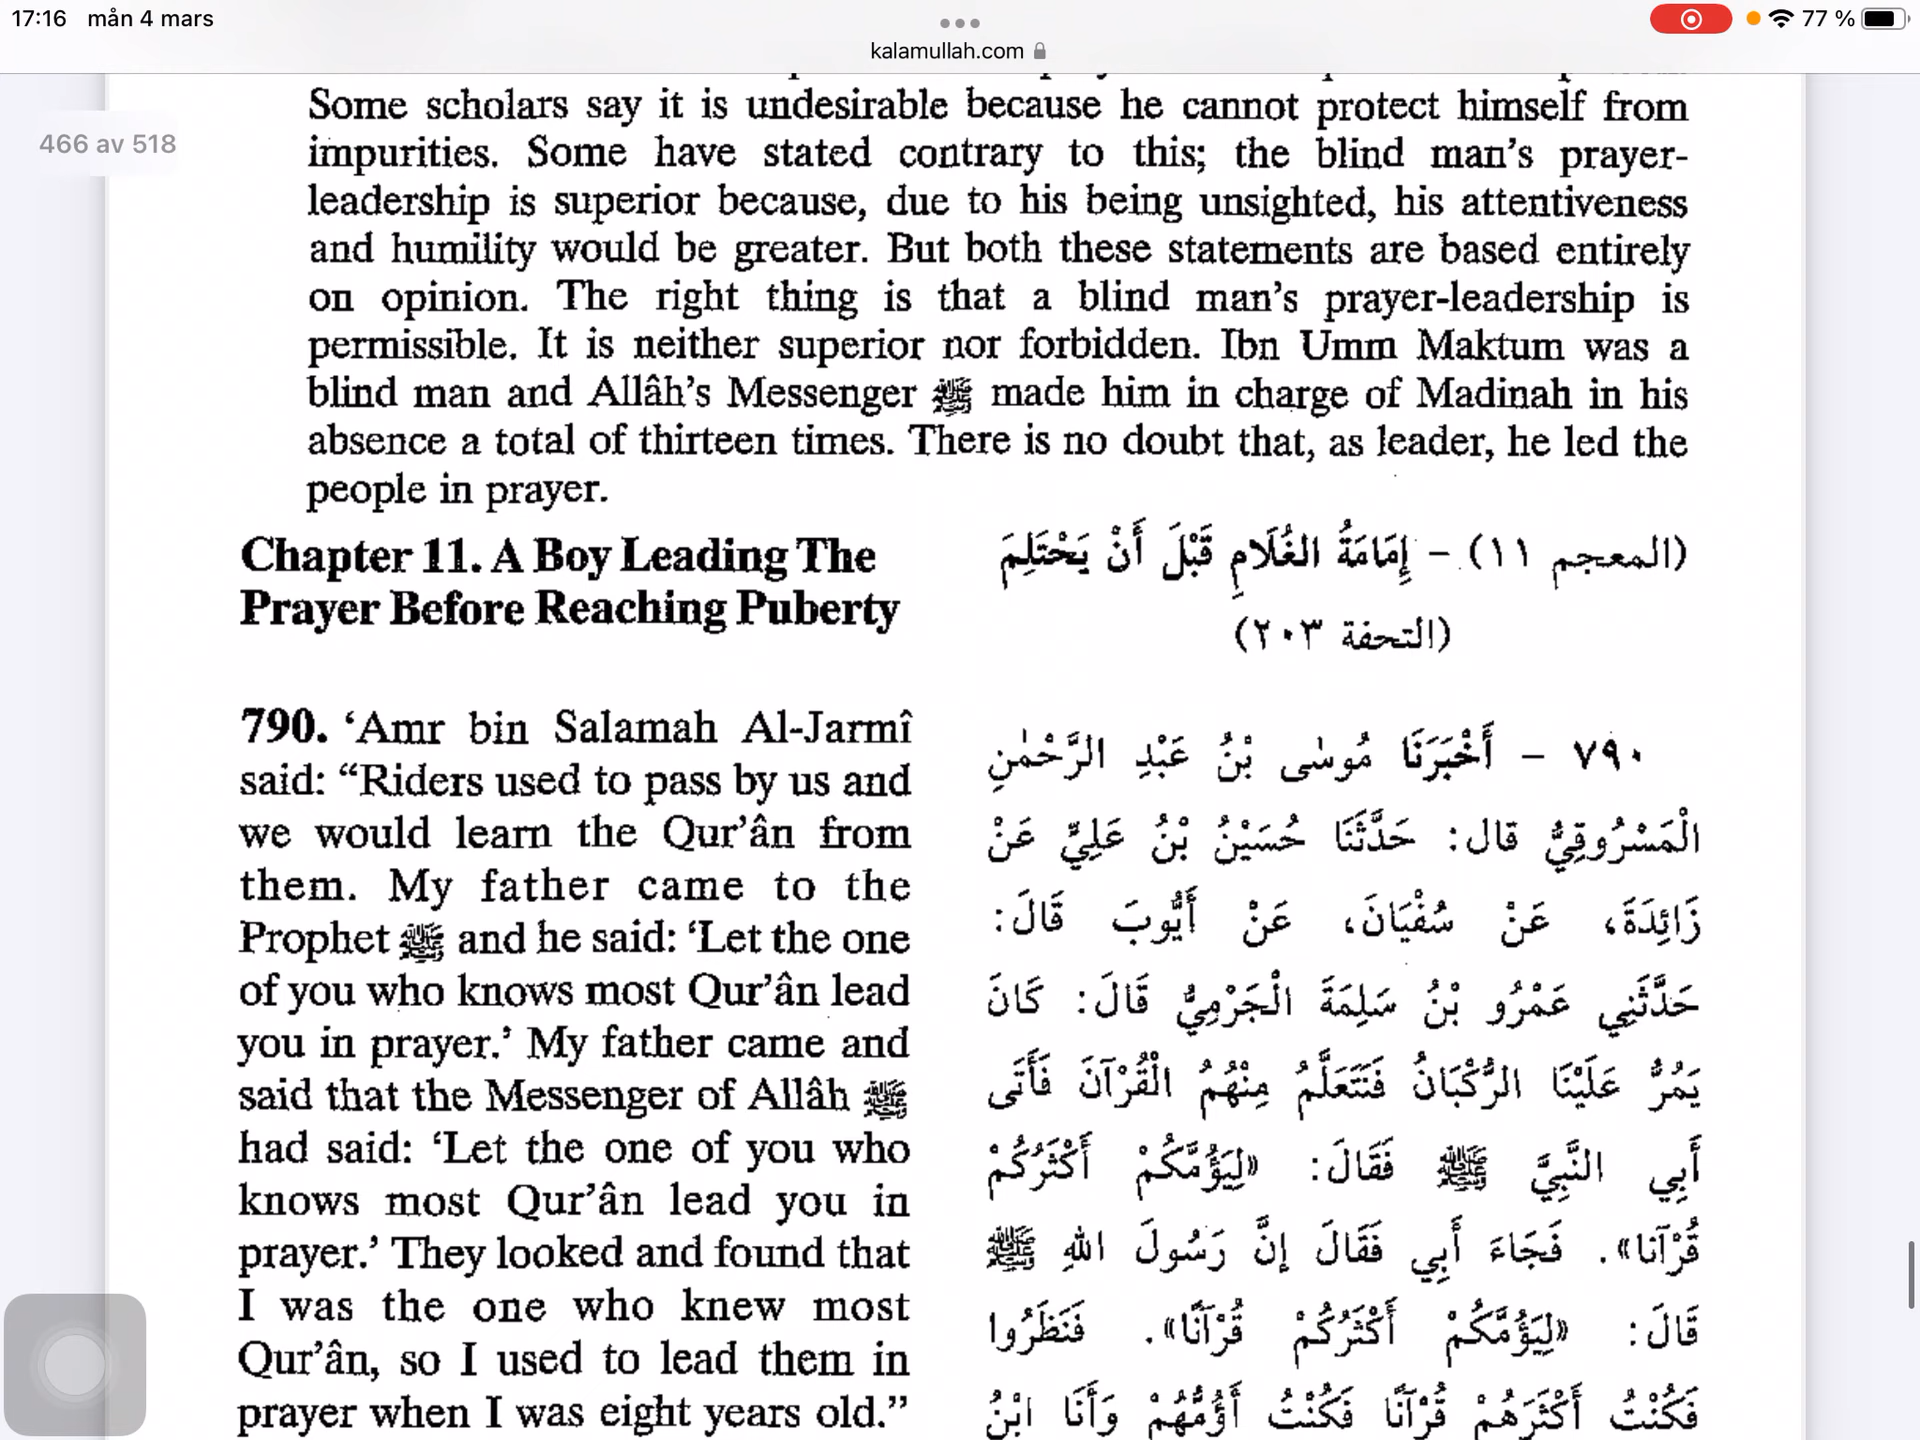 17:16 mån 4 mars
77 %
kalamullah.com
466 av 518
Some scholars say it is undesirable because he cannot protect himself from
impurities. Some have stated contrary to this; the blind man's prayer-
leadership is superior because, due to his being unsighted, his attentiveness
and humility would be greater. But both these statements are based entirely
on opinion. The right thing is that a blind man's prayer-leadership is
permissible. It is neither superior nor forbidden. Ibn Umm Maktum was a
blind man and Allâh's Messenger ﷺ made him in charge of Madinah in his
absence a total of thirteen times. There is no doubt that, as leader, he led the
people in prayer.
Chapter 11. A Boy Leading The
Prayer Before Reaching Puberty
(المعجم ١١) - إِمَامَةُ الغُلَامِ قَبْلَ أَنْ يَحْتَلِمَ
(التحفة ٢٠٣)
790. ‘Amr bin Salamah Al-Jarmî
said: “Riders used to pass by us and
we would learn the Qur’ân from
them. My father came to the
Prophet ﷺ and he said: ‘Let the one
of you who knows most Qur’ân lead
you in prayer.’ My father came and
said that the Messenger of Allâh ﷺ
had said: ‘Let the one of you who
knows most Qur’ân lead you in
prayer.’ They looked and found that
I was the one who knew most
Qur’ân, so I used to lead them in
prayer when I was eight years old.”
٧٩٠ - أَخْبَرَنَا مُوسٰى بْنُ عَبْدِ الرَّحْمٰنِ
الْمَسْرُوقِيُّ قال: حَدَّثَنَا حُسَيْنُ بْنُ عَلِيٍّ عَنْ
زَائِدَةَ، عَنْ سُفْيَانَ، عَنْ أَيُّوبَ قَالَ:
حَدَّثَنِي عَمْرُو بْنُ سَلِمَةَ الْجَرْمِيُّ قَالَ: كَانَ
يَمُرُّ عَلَيْنَا الرُّكْبَانُ فَنَتَعَلَّمُ مِنْهُمُ الْقُرْآنَ فَأَتَى
أَبِي النَّبِيَّ ﷺ فَقَالَ: «لِيَؤُمَّكُمْ أَكْثَرُكُمْ
قُرْآنا». فَجَاءَ أَبِي فَقَالَ إِنَّ رَسُولَ اللهِ ﷺ
قَالَ: «لِيَؤُمَّكُمْ أَكْثَرُكُمْ قُرْآنًا». فَنَظَرُوا
فَكُنْتُ أَكْثَرَهُمْ قُرْآنًا فَكُنْتُ أَؤُمُّهُمْ وَأَنَا ابْنُ